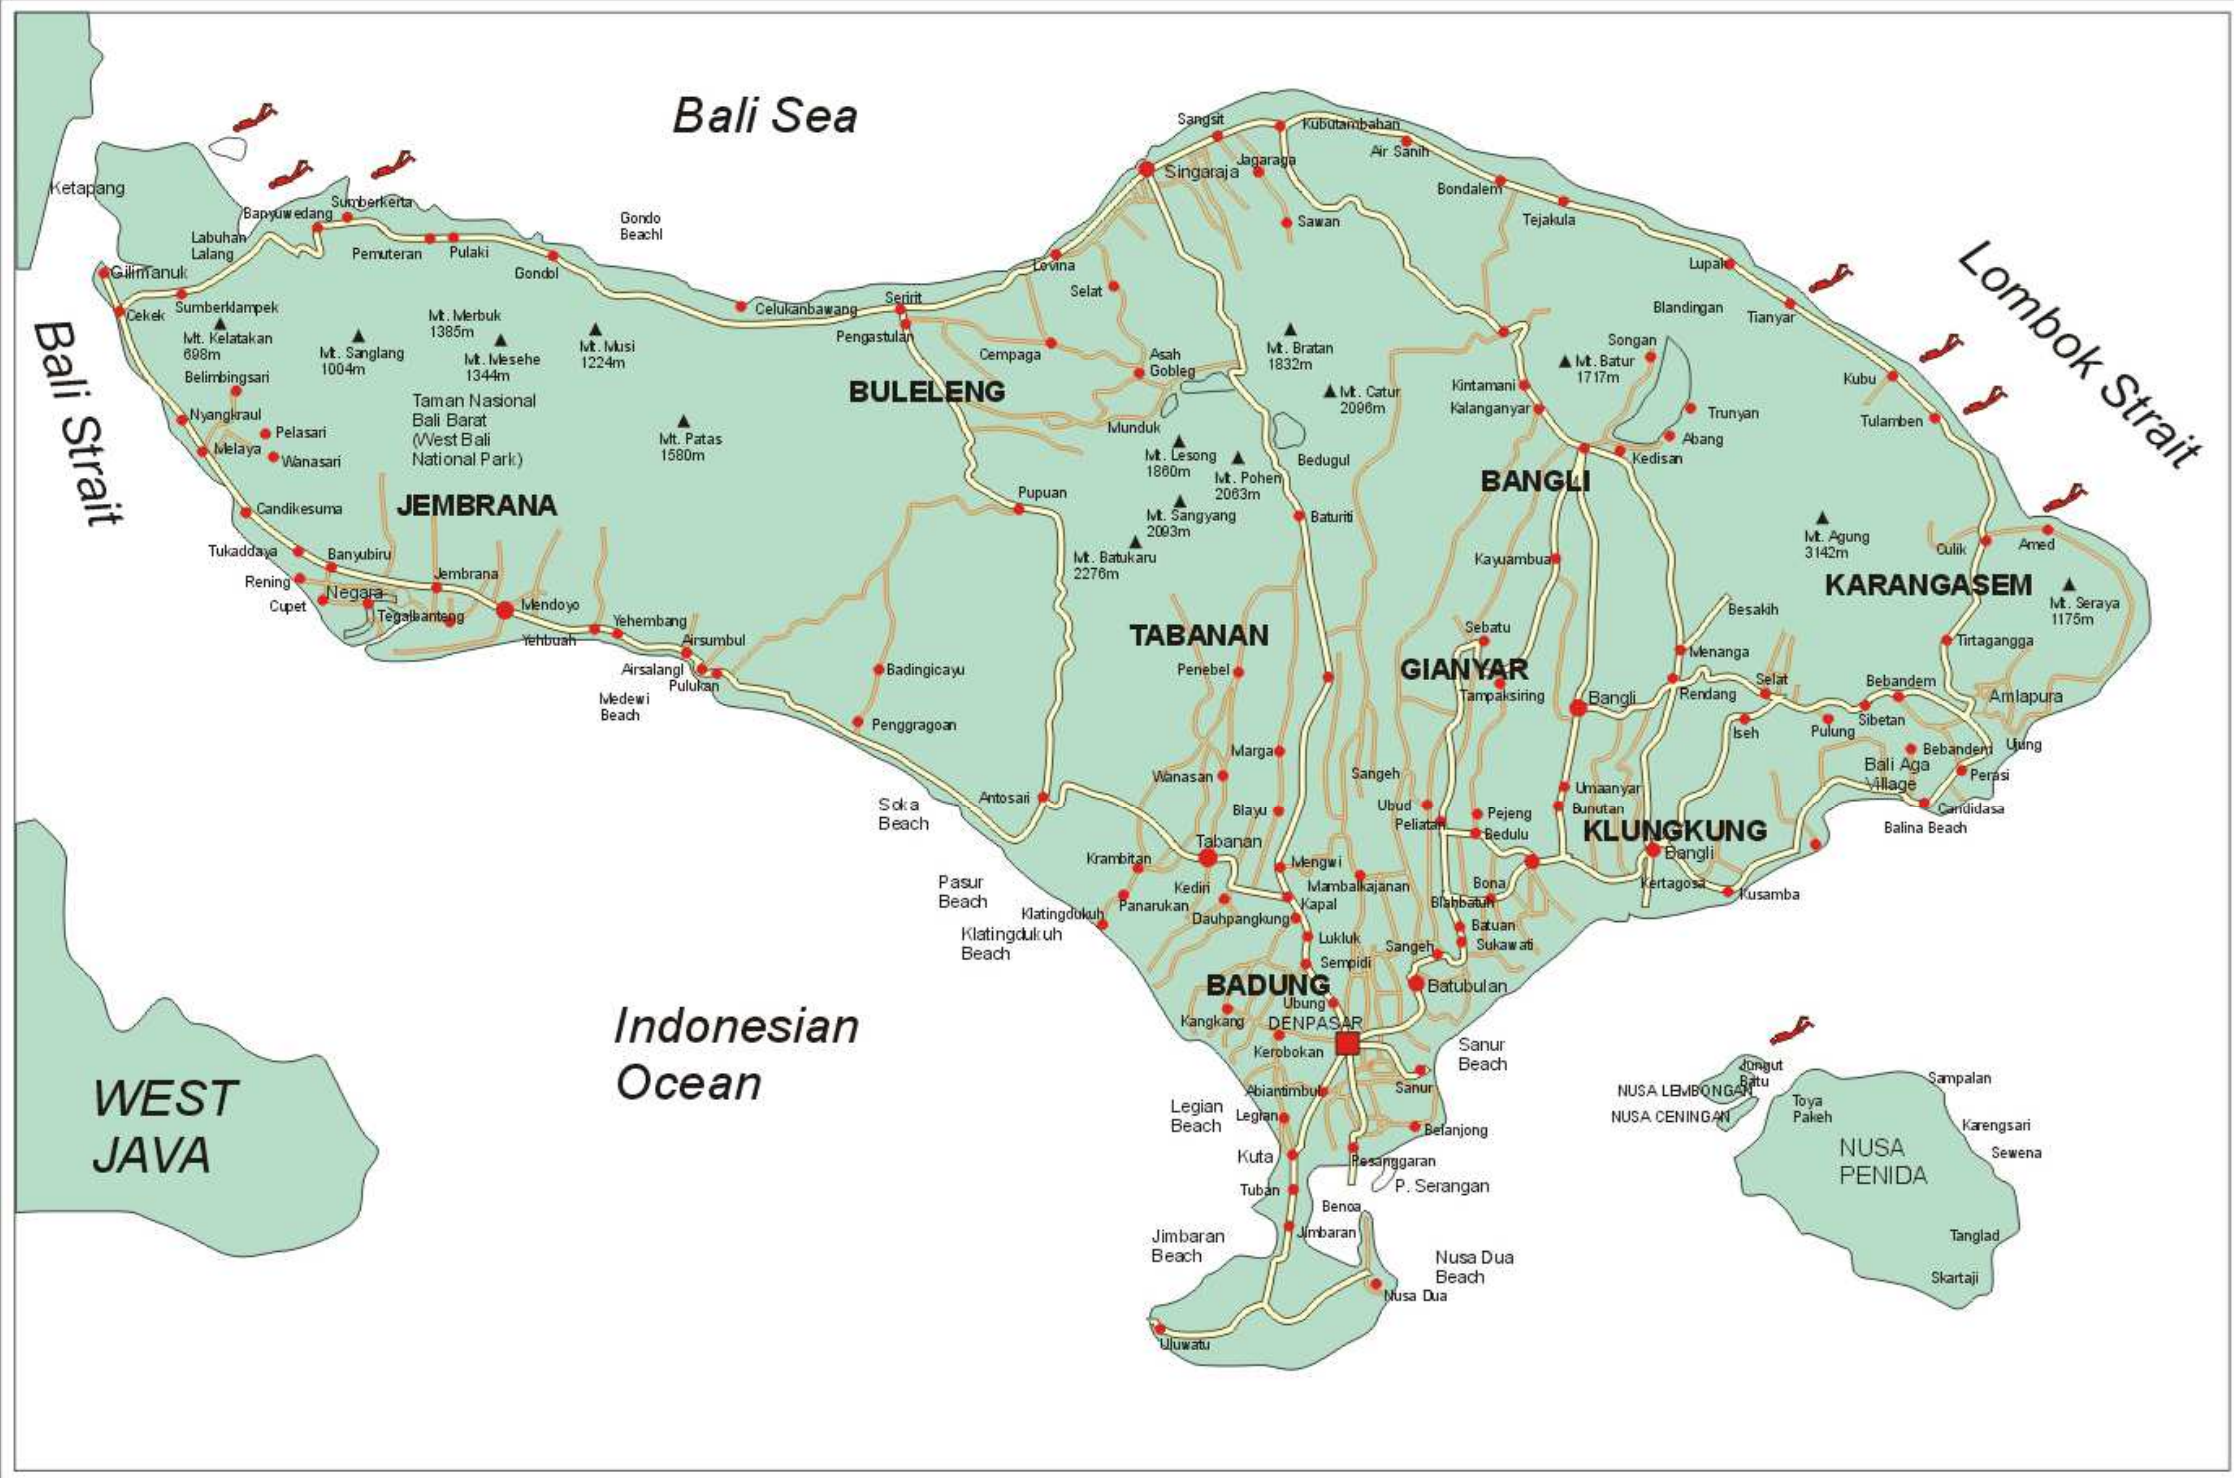 Bali Sea
Sangsit
Kubutambahan
Air Sanih
Jagaraga
Singaraja
Ketapang
Sumberkerta
Banyuwedang
Gondo
Beachl
Bondalem
Tejakula
Sawan
Labuhan
Lalang
Pemuteran
Pulaki
Gondol
Lovina
Lupak
Lombok Strait
Gilimanuk
Selat
Seririt
Celukanbawang
Sumberklampek
Cekek
Blandingan
Tianyar
Bali Strait
Mt. Kelatakan
698m
Mt. Sanglang
1004m
Mt. Merbuk
1385m
Mt. Mesehe
1344m
Mt. Musi
1224m
Pengastulan
Cempaga
Asah
Gobleg
Mt. Bratan
1832m
Songan
Mt. Batur
1717m
Belimbingsari
BULELENG
Mt. Catur
2096m
Kintamani
Kalanganyar
Kubu
Trunyan
Tulamben
Taman Nasional
Bali Barat
(West Bali
National Park)
Nyangkraul
Pelasari
Melaya
Wanasari
Mt. Patas
1580m
Munduk
Mt. Lesong
1860m
Mt. Pohen
2063m
Bedugul
Abang
Kedisan
BANGLI
JEMBRANA
Candikesuma
Pupuan
Mt. Sangyang
2093m
Baturiti
Mt. Batukaru
2276m
Mt. Agung
3142m
Culik
Amed
Tukaddaya
Banyubiru
Kayuambua
KARANGASEM
Rening
Jembrana
Negara
Cupet
Tegalbanteng
Mendoyo
Mt. Seraya
1175m
Besakih
Yehembang
Yehbuah
Airsumbul
TABANAN
Sebatu
Tirtagangga
Menanga
Airsalangl
Pulukan
Badingicayu
Penebel
GIANYAR
Tampaksiring
Bangli
Rendang
Selat
Bebandem
Amlapura
Medewi
Beach
Penggragoan
Iseh
Pulung
Sibetan
Marga
Bebandem
Ujung
Wanasan
Sangeh
Bali Aga
Village
Perasi
Umaanyar
Antosari
Soka
Beach
Blayu
Ubud
Peliatan
Pejeng
Bunutan
Candidasa
Balina Beach
Bedulu
KLUNGKUNG
Tabanan
Bangli
Krambitan
Mengwi
Pasur
Beach
Kediri
Mambalkajanan
Bona
Kertagosa
Kusamba
Panarukan
Kapal
Blahbatuh
Klatingdukuh
Dauhpangkung
Batuan
Klatingdukuh
Beach
Lukluk
Sangeh
Sukawati
Sempidi
BADUNG
Batubulan
Ubung
Kangkang
DENPASAR
Indonesian
Ocean
Kerobokan
Sanur
Beach
WEST
JAVA
Abiantimbul
Sanur
Jungut
Batu
NUSA LEMBONGAN
NUSA CENINGAN
Toya
Pakeh
Sampalan
Legian
Beach
Legian
Belanjong
Karengsari
Kuta
Pesanggaran
NUSA
PENIDA
Sewena
Tuban
P. Serangan
Benoa
Jimbaran
Jimbaran
Beach
Tanglad
Nusa Dua
Beach
Skartaji
Nusa Dua
Uluwatu